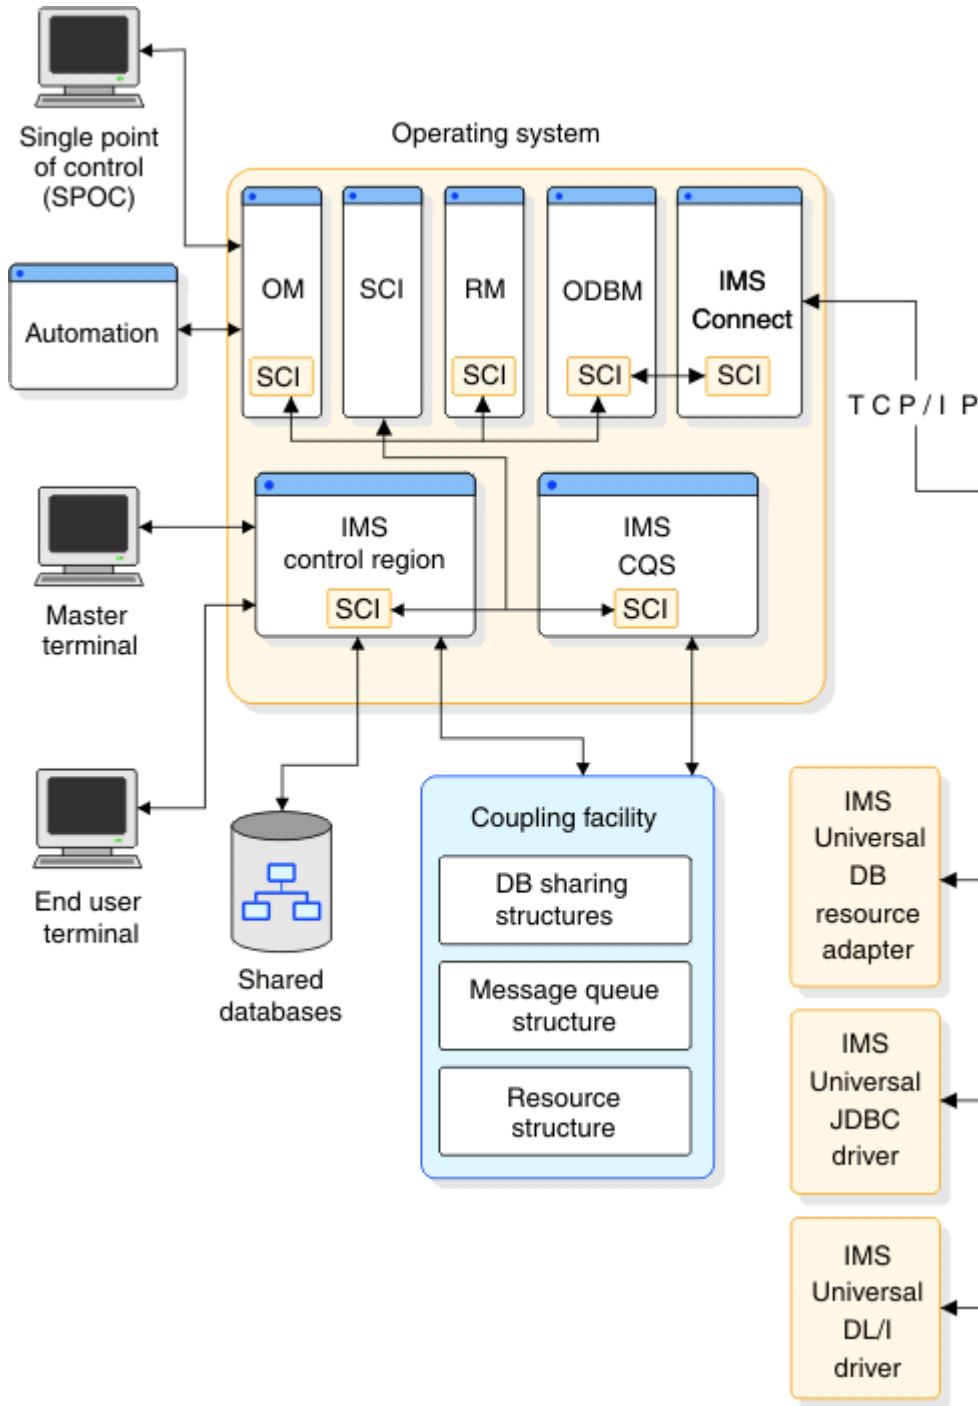 Single point
of control
(SPOC)
Operating system
OM
SCI
SCI
RM
SCI
ODBM
SCI
IMS
Connect
SCI
Automation
T C P / I P
IMS
control region
SCI
IMS
CQS
SCI
Master
terminal
End user
terminal
Shared
databases
Coupling facility
DB sharing
structures
Message queue
structure
Resource
structure
IMS
Universal
DB
resource
adapter
IMS
Universal
JDBC
driver
IMS
Universal
DL/I
driver